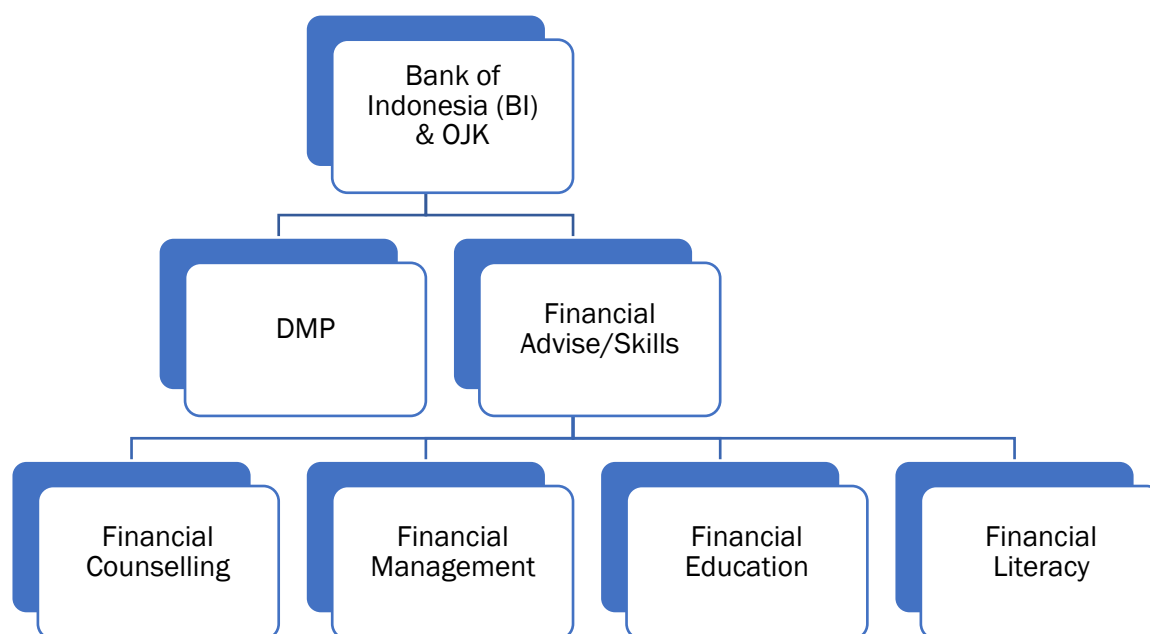 Bank of
Indonesia (BI)
& OJK
DMP
Financial
Advise/Skills
Financial
Counselling
Financial
Management
Financial
Education
Financial
Literacy